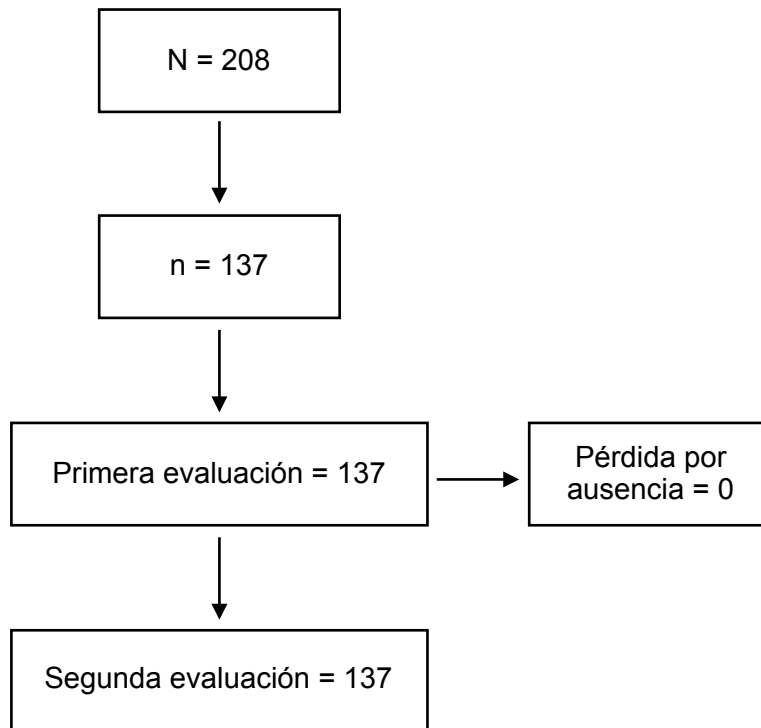 N = 208
n = 137
Primera evaluación = 137
Pérdida por
ausencia = 0
Segunda evaluación = 137